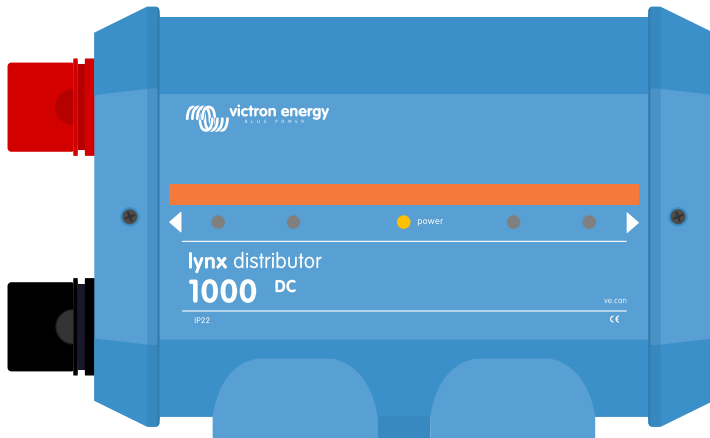 victron energy
BLUE POWER
power
lynx distributor
1000 DC
ve.can
IP22
CE